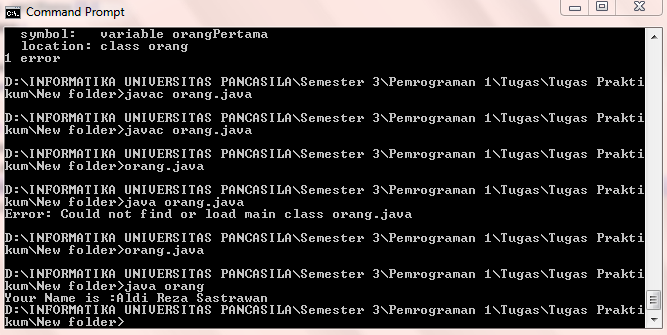 Command Prompt
symbol:   variable orangPertama
location: class orang
1 error
D:\INFORMATIKA UNIVERSITAS PANCASILA\Semester 3\Pemrograman 1\Tugas\Tugas Prakti
kum\New folder>javac orang.java
D:\INFORMATIKA UNIVERSITAS PANCASILA\Semester 3\Pemrograman 1\Tugas\Tugas Prakti
kum\New folder>javac orang.java
D:\INFORMATIKA UNIVERSITAS PANCASILA\Semester 3\Pemrograman 1\Tugas\Tugas Prakti
kum\New folder>orang.java
D:\INFORMATIKA UNIVERSITAS PANCASILA\Semester 3\Pemrograman 1\Tugas\Tugas Prakti
kum\New folder>java orang.java
Error: Could not find or load main class orang.java
D:\INFORMATIKA UNIVERSITAS PANCASILA\Semester 3\Pemrograman 1\Tugas\Tugas Prakti
kum\New folder>orang.java
D:\INFORMATIKA UNIVERSITAS PANCASILA\Semester 3\Pemrograman 1\Tugas\Tugas Prakti
kum\New folder>java orang
Your Name is :Aldi Reza Sastrawan
D:\INFORMATIKA UNIVERSITAS PANCASILA\Semester 3\Pemrograman 1\Tugas\Tugas Prakti
kum\New folder>